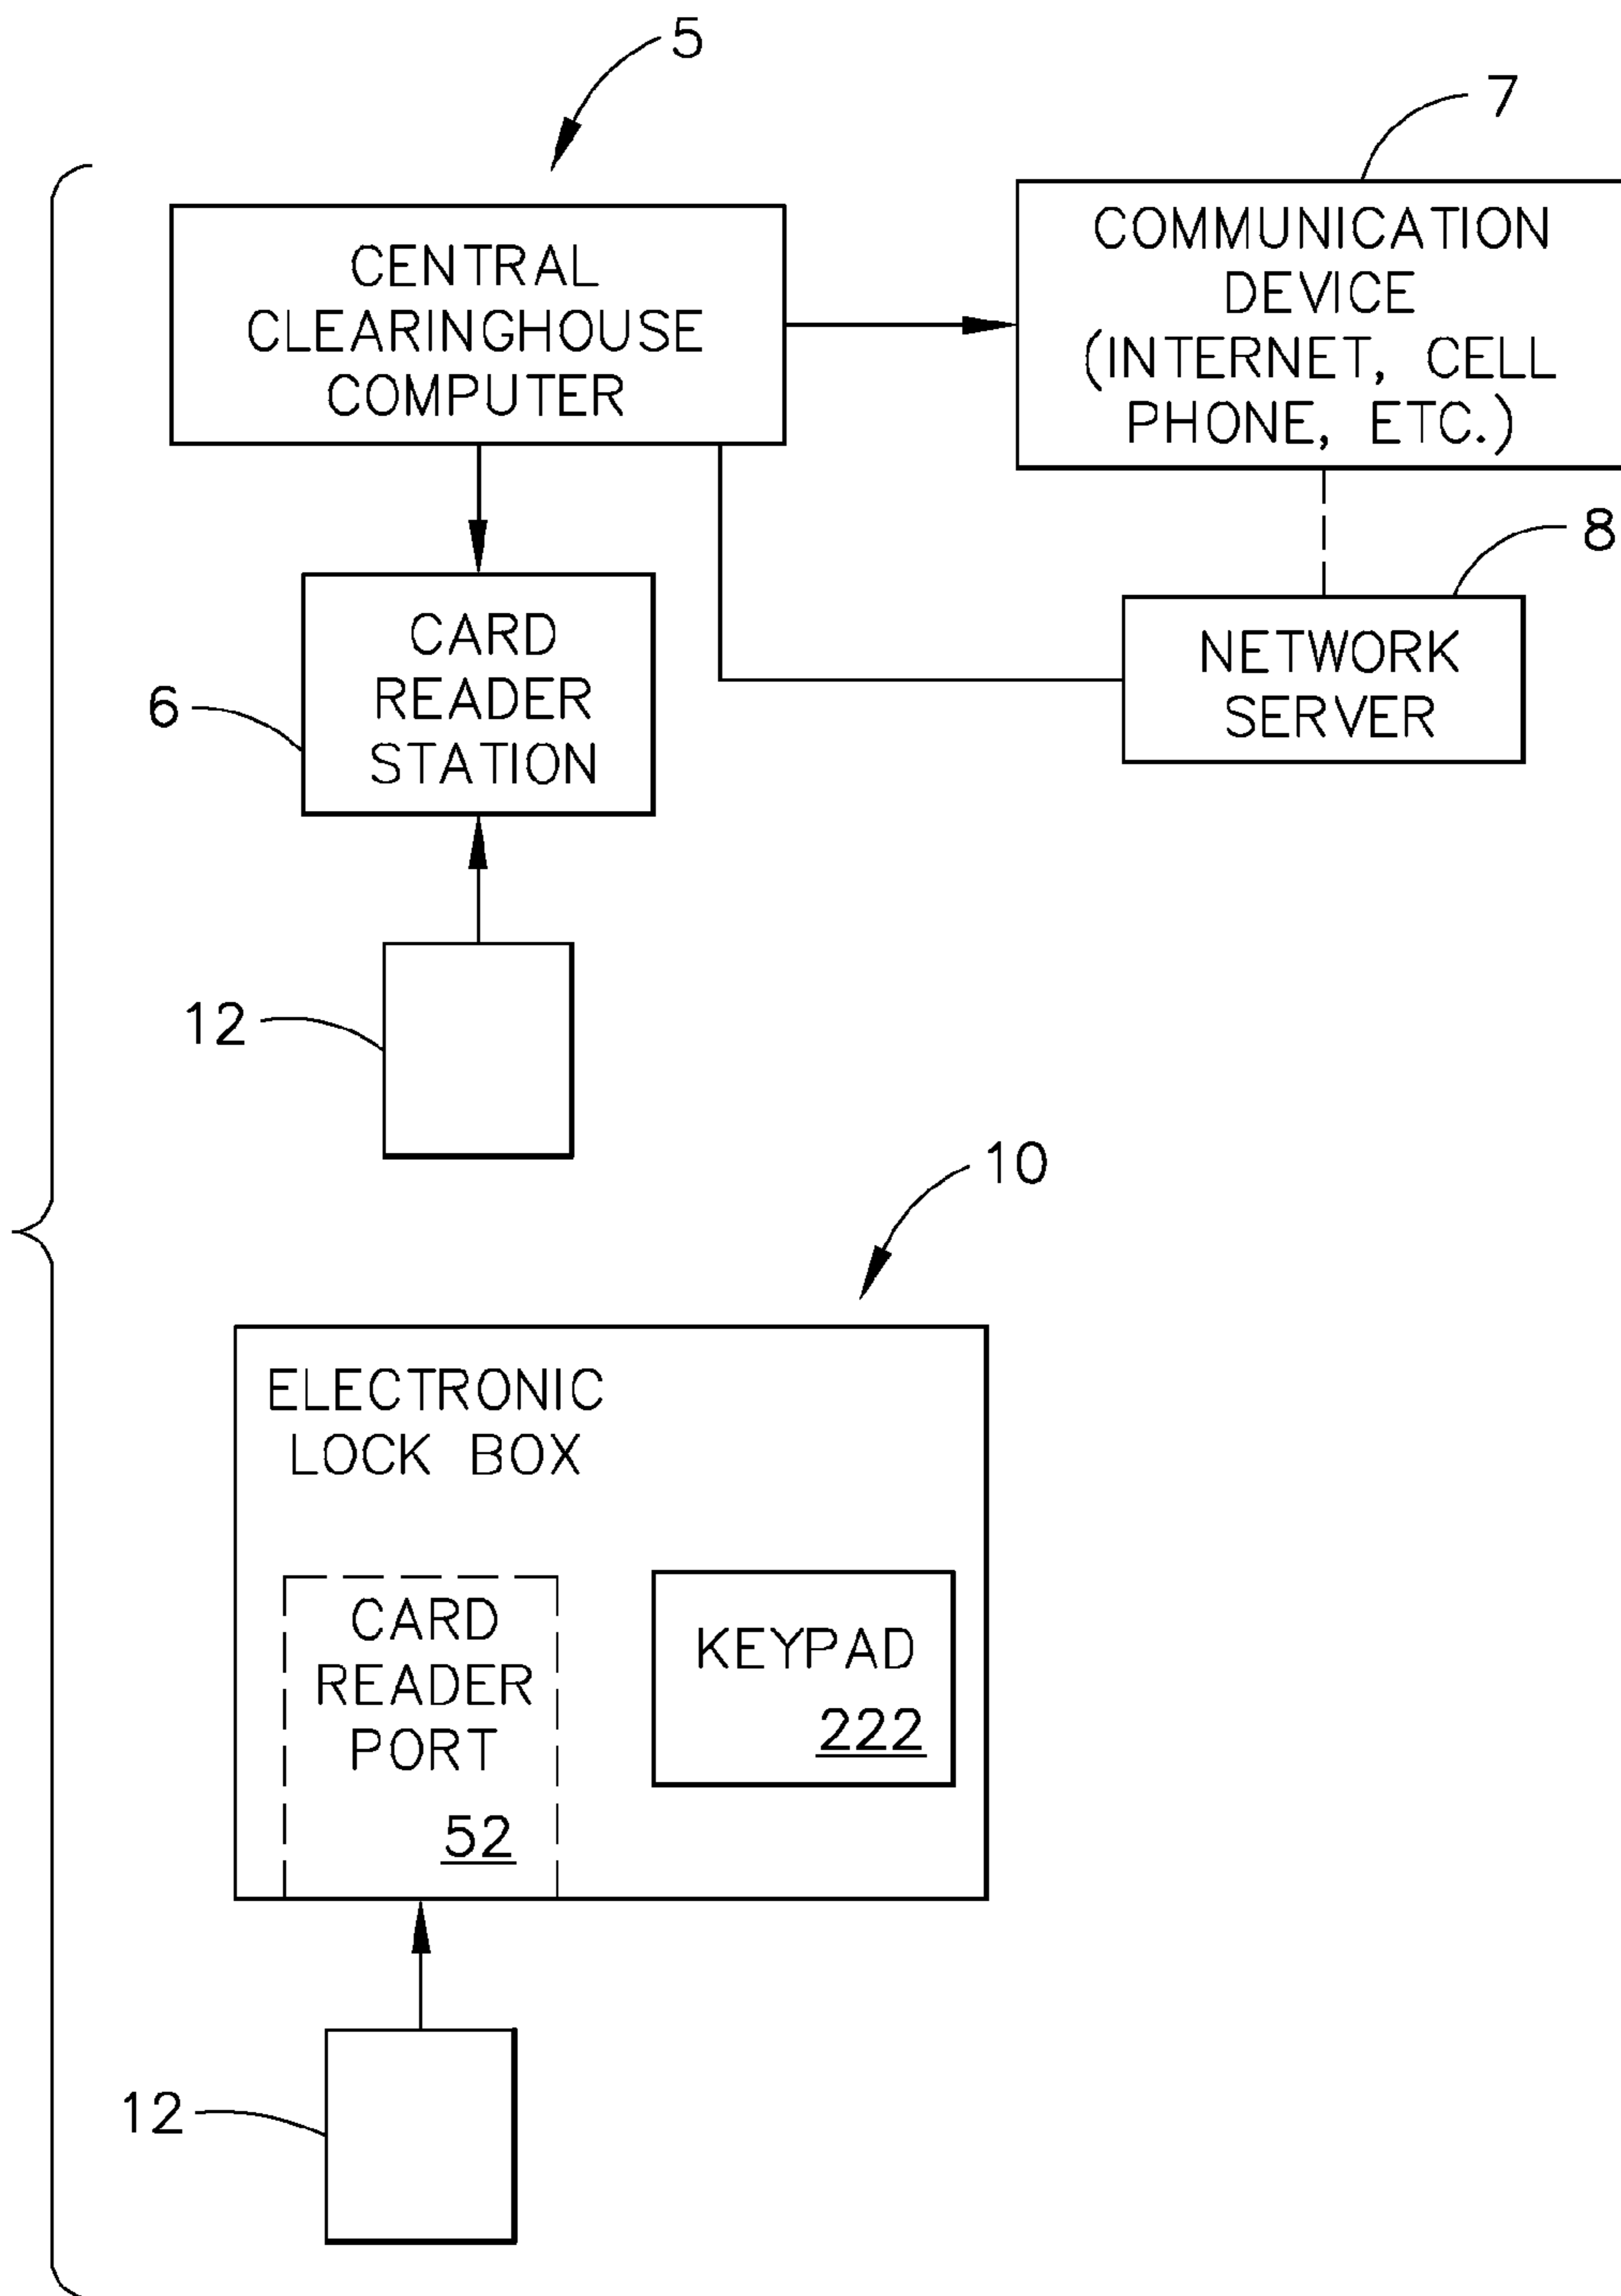 5
7
CENTRAL
CLEARINGHOUSE
COMPUTER
COMMUNICATION
DEVICE
(INTERNET, CELL
PHONE, ETC.)
8
6
CARD
READER
STATION
NETWORK
SERVER
12
10
ELECTRONIC
LOCK BOX
CARD
READER
PORT
52
KEYPAD
222
12